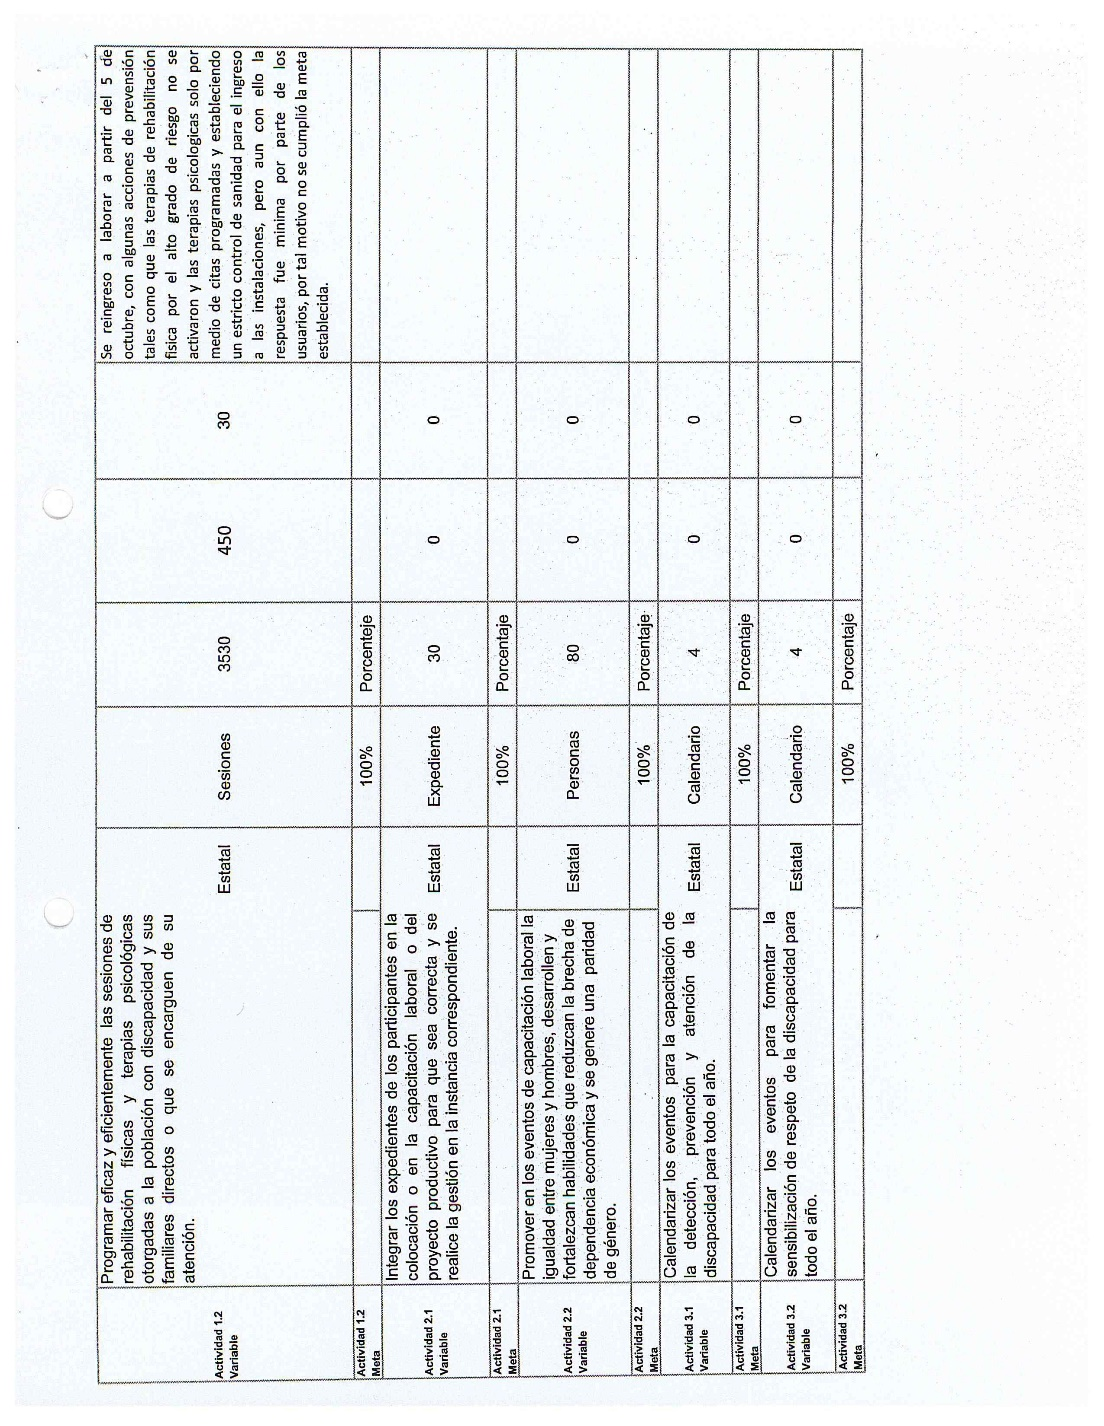 Actividad 1.2
Variable
Programar eficaz y eficientemente las sesiones de
rehabilitación físicas y terapias psicológicas
otorgadas a la población con discapacidad y sus
familiares directos o que se encarguen de su
atención.
Estatal
Sesiones
3530
450
30
Se reingreso a laborar a partir del 5 de
octubre, con algunas acciones de prevención
tales como que las terapias de rehabilitación
física por el alto grado de riesgo no se
activaron y las terapias psicologicas solo por
medio de citas programadas y estableciendo
un estricto control de sanidad para el ingreso
a las instalaciones, pero aun con ello la
respuesta fue minima por parte de los
usuarios, por tal motivo no se cumplió la meta
establecida.
Actividad 1.2
Meta
100%
Porcenteje
Actividad 2.1
Variable
Integrar los expedientes de los participantes en la
colocación o en la capacitación laboral o del
proyecto productivo para que sea correcta y se
realice la gestión en la instancia correspondiente.
Estatal
Expediente
30
0
0
Actividad 2.1
Meta
100%
Porcentaje
Actividad 2.2
Variable
Promover en los eventos de capacitación laboral la
igualdad entre mujeres y hombres, desarrollen y
fortalezcan habilidades que reduzcan la brecha de
dependencia económica y se genere una paridad
de género.
Estatal
Personas
80
0
0
Actividad 2.2
Meta
100%
Porcentaje
Actividad 3.1
Variable
Calendarizar los eventos para la capacitación de
la detección, prevención y atención de la
discapacidad para todo el año.
Estatal
Calendario
4
0
0
Actividad 3.1
Meta
100%
Porcentaje
Actividad 3.2
Variable
Calendarizar los eventos para fomentar la
sensibilización de respeto de la discapacidad para
todo el año.
Estatal
Calendario
4
0
0
Actividad 3.2
Meta
100%
Porcentaje